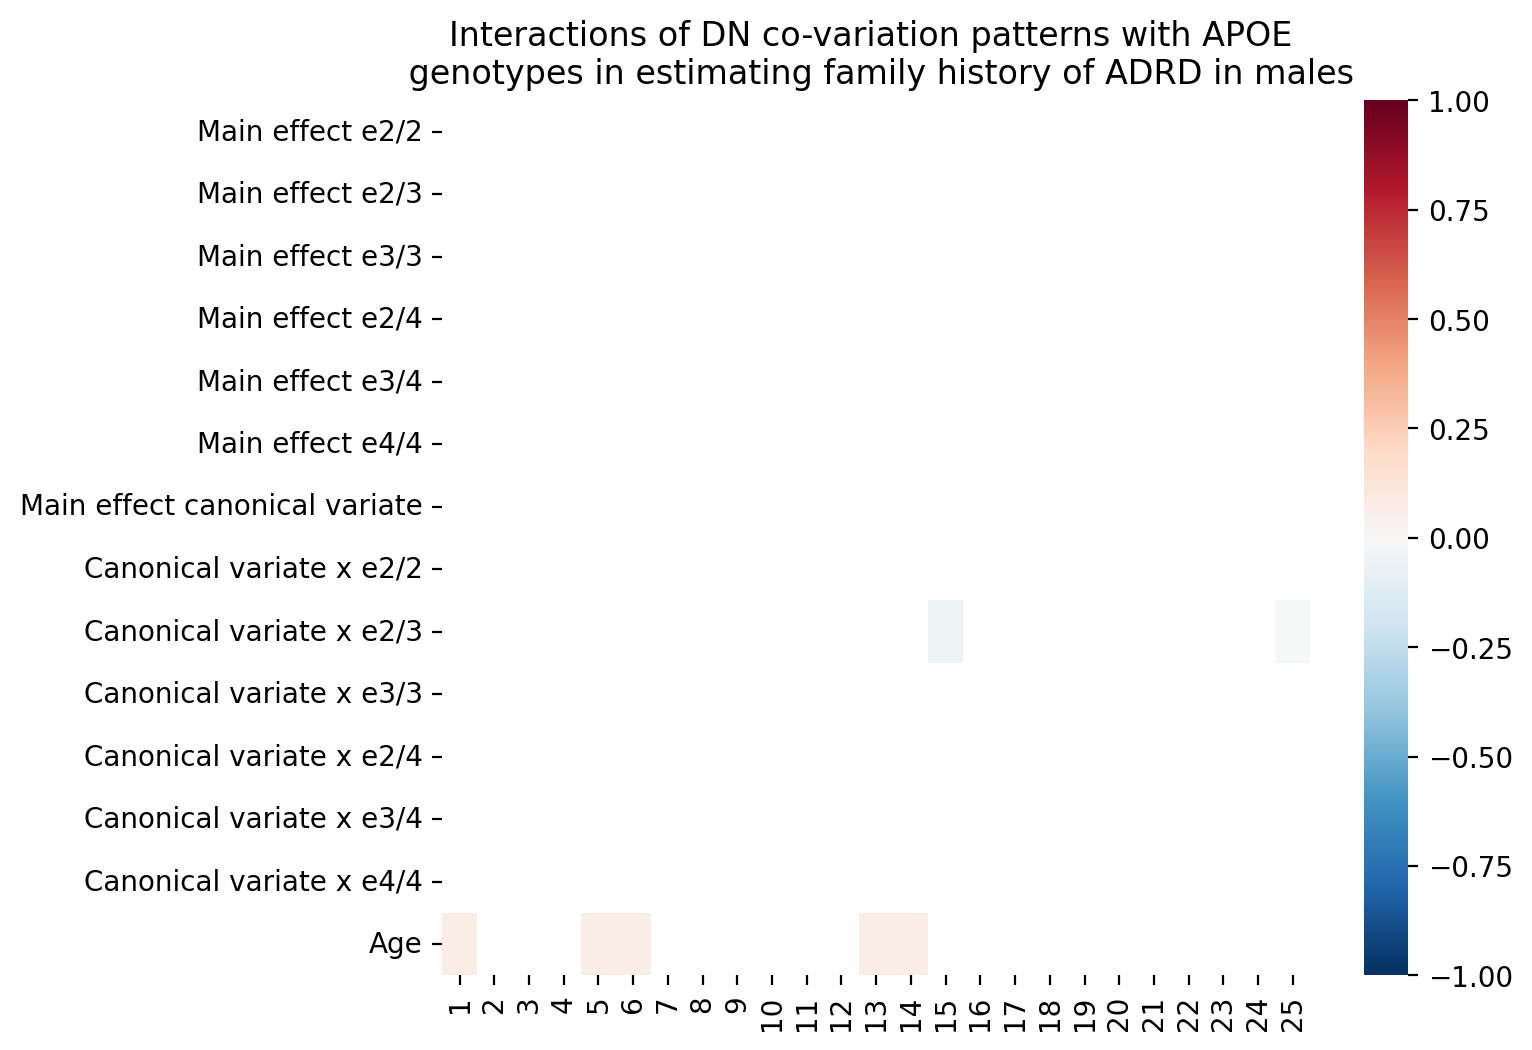 Interactions of DN co-variation patterns with APOE
genotypes in estimating family history of ADRD in males
Main effect e2/2
Main effect e2/3
Main effect e3/3
Main effect e2/4
Main effect e3/4
Main effect e4/4
Main effect canonical variate
Canonical variate x e2/2
Canonical variate x e2/3
Canonical variate x e3/3
Canonical variate x e2/4
Canonical variate x e3/4
Canonical variate x e4/4
Age
1 2 3 4 5 6 7 8 9 10 11 12 13 14 15 16 17 18 19 20 21 22 23 24 25
1.00
0.75
0.50
0.25
0.00
−0.25
−0.50
−0.75
−1.00